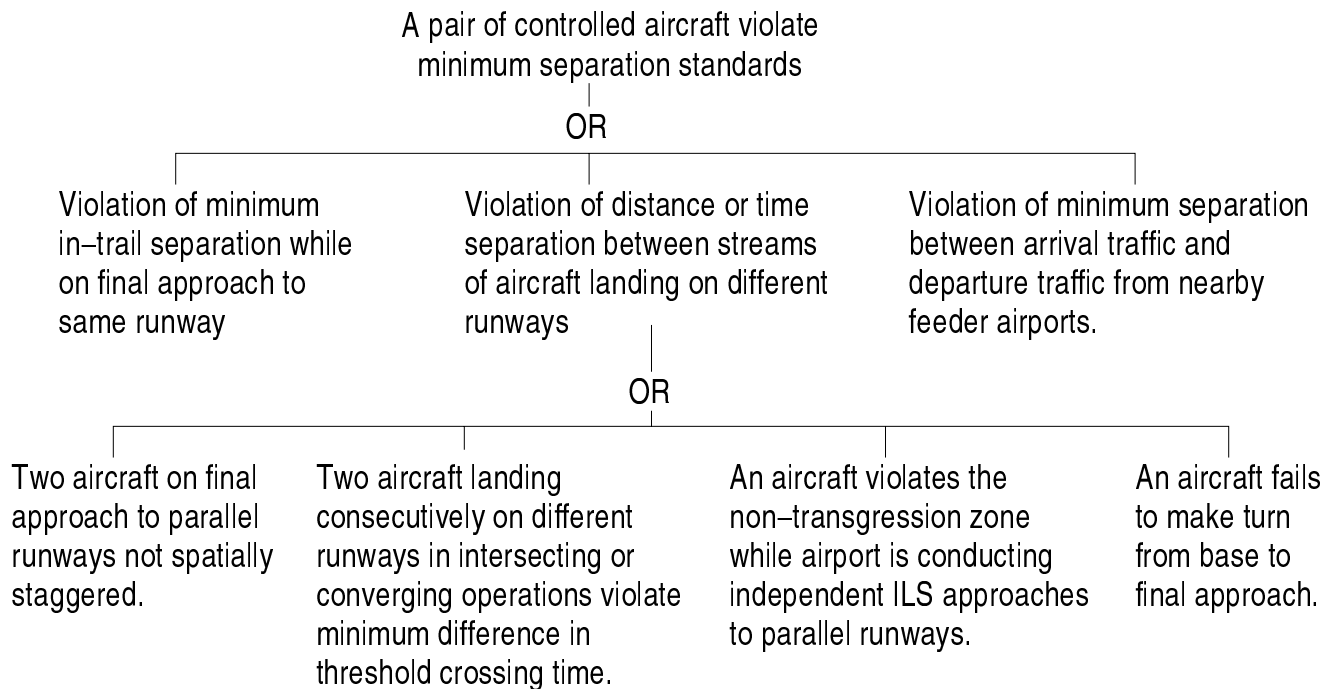 A pair of controlled aircraft violate
minimum separation standards
OR
Violation of minimum
in–trail separation while
on final approach to
same runway
Violation of distance or time
separation between streams
of aircraft landing on different
runways
Violation of minimum separation
between arrival traffic and
departure traffic from nearby
feeder airports.
OR
Two aircraft on final
approach to parallel
runways not spatially
staggered.
Two aircraft landing
consecutively on different
runways in intersecting or
converging operations violate
minimum difference in
threshold crossing time.
An aircraft violates the
non–transgression zone
while airport is conducting
independent ILS approaches
to parallel runways.
An aircraft fails
to make turn
from base to
final approach.